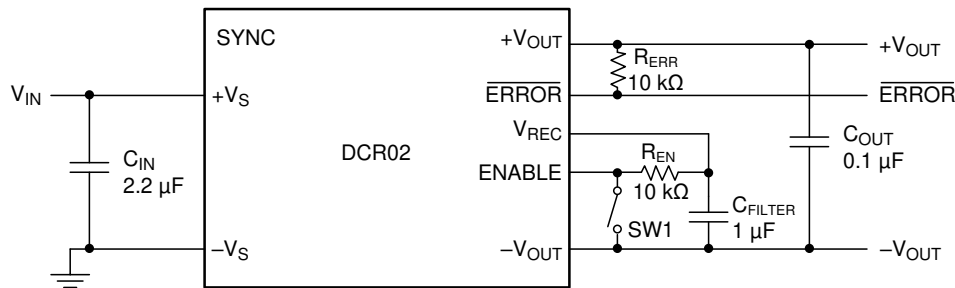 SYNC
+VOUT
+VOUT
RERR
10 kΩ
VIN
+VS
ERROR
ERROR
VREC
COUT
0.1 μF
DCR02
CIN
2.2 μF
REN
10 kΩ
ENABLE
CFILTER
1 μF
SW1
–VS
–VOUT
–VOUT